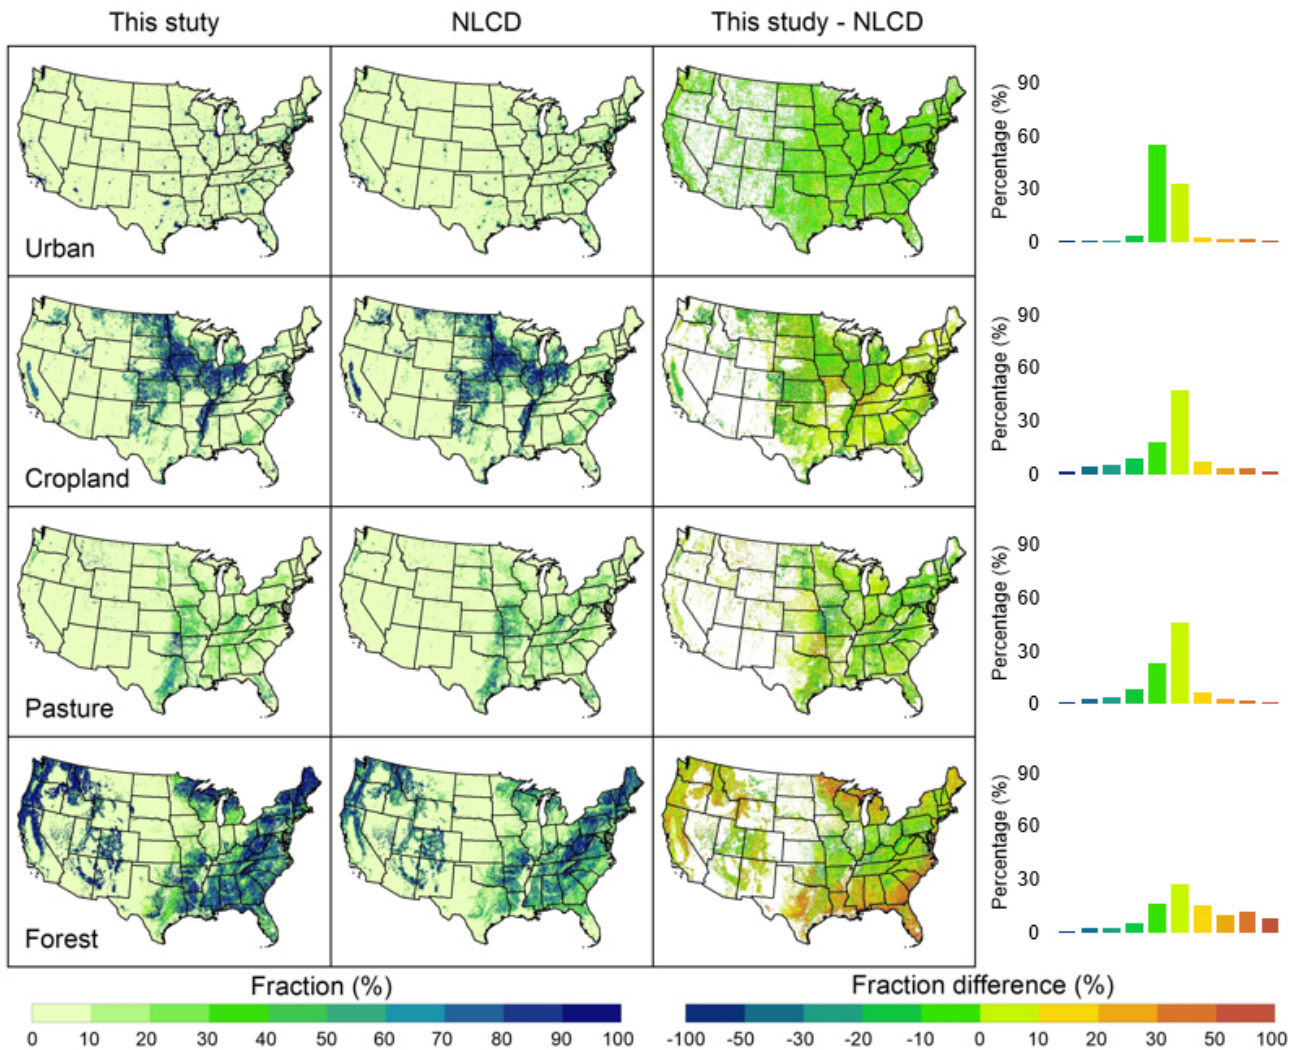 This stuty NLCD This study - NLCD
Urban
Percentage (%)
90
60
30
0
Cropland
Percentage (%)
90
60
30
0
Pasture
Percentage (%)
90
60
30
0
Forest
Percentage (%)
90
60
30
0
Fraction (%) Fraction difference (%)
0 10 20 30 40 50 60 70 80 90 100 -100 -50 -30 -20 -10 0 10 20 30 50 100